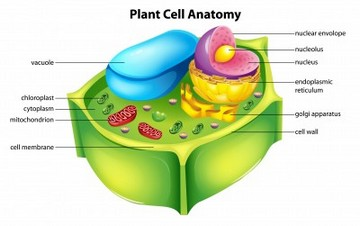 Plant Cell Anatomy
vacuole
chloroplast
cytoplasm
mitochondrion
cell membrane
nuclear envelope
nucleolus
nucleus
endoplasmic
reticulum
golgi apparatus
cell wall